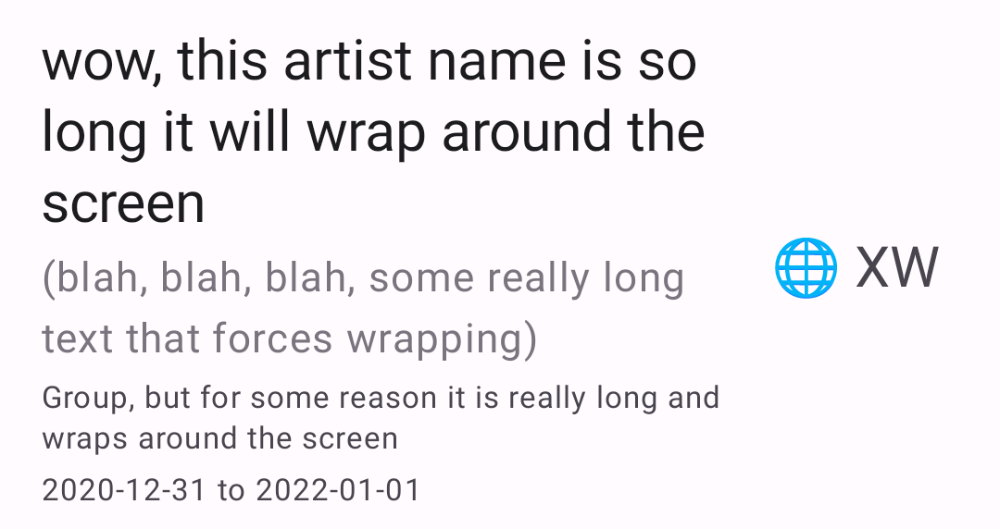 wow, this artist name is so
long it will wrap around the
screen
(blah, blah, blah, some really long
text that forces wrapping)
Group, but for some reason it is really long and
wraps around the screen
2020-12-31 to 2022-01-01
🌐 XW